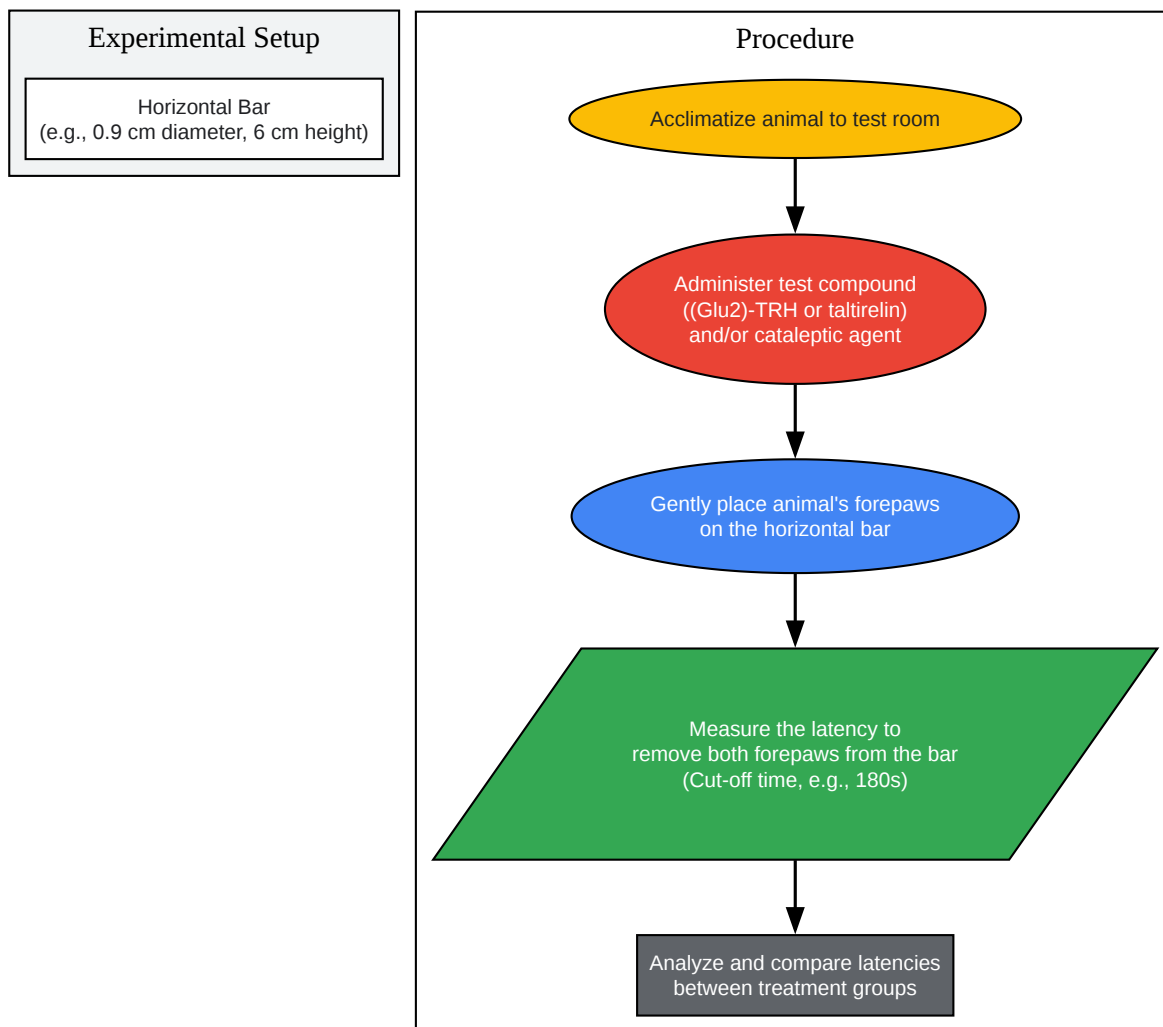 Experimental Setup
Horizontal Bar
(e.g., 0.9 cm diameter, 6 cm height)
Procedure
Acclimatize animal to test room
Administer test compound
((Glu2)-TRH or taltirelin)
and/or cataleptic agent
Gently place animal's forepaws
on the horizontal bar
Measure the latency to
remove both forepaws from the bar
(Cut-off time, e.g., 180s)
Analyze and compare latencies
between treatment groups